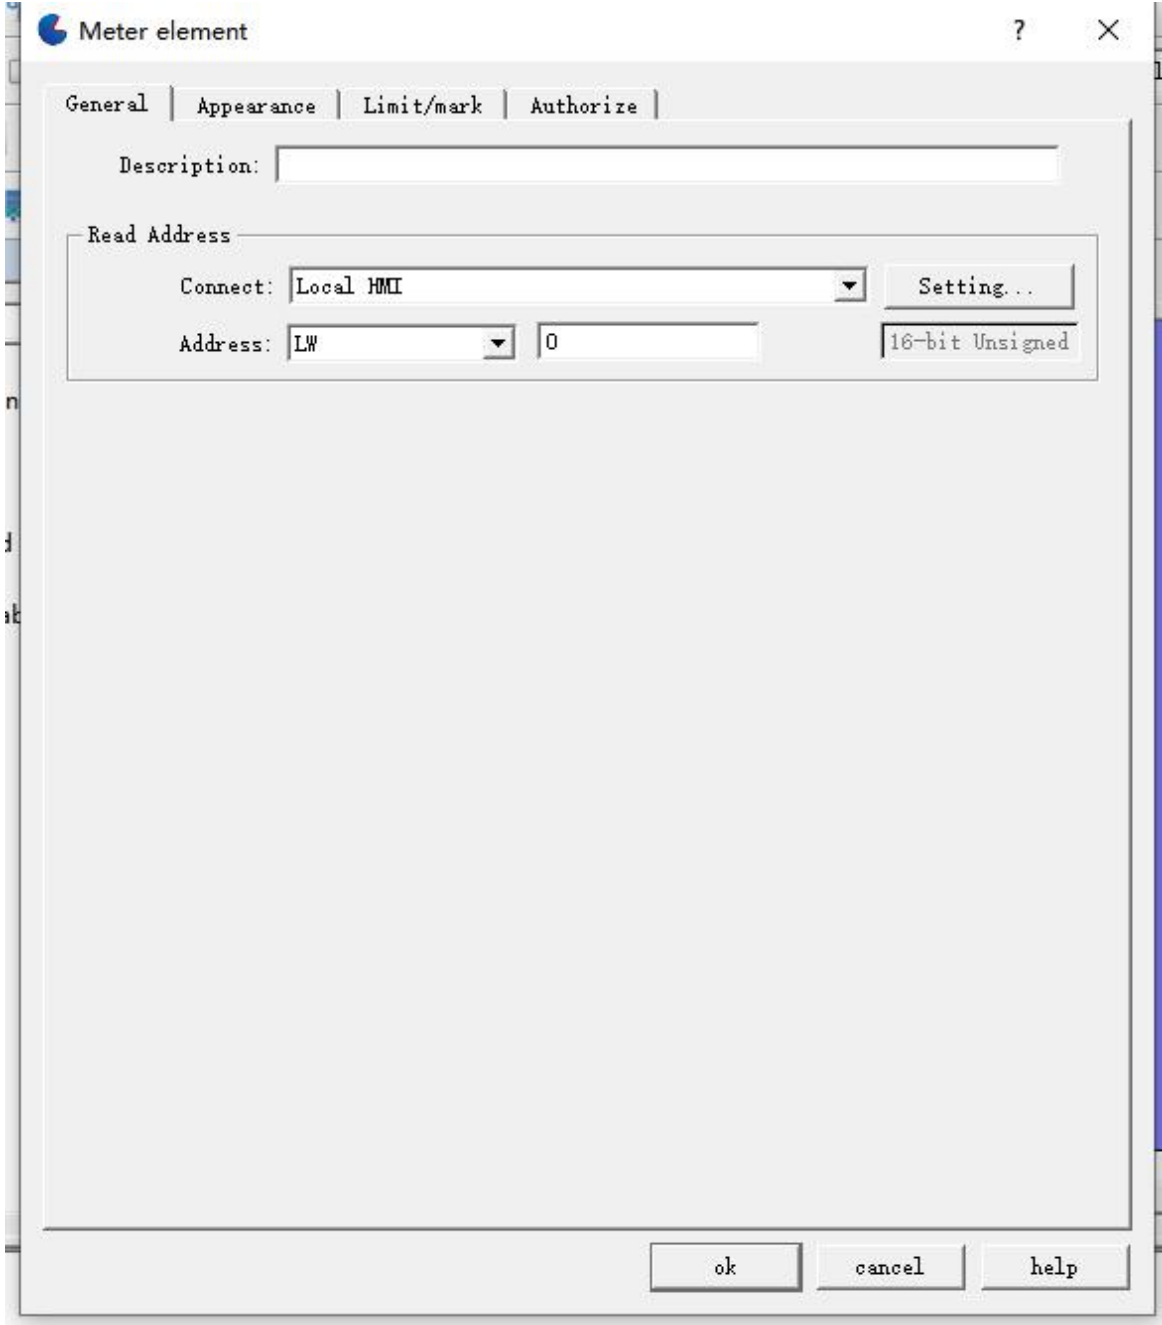 Meter element
?
General
Appearance
Limit/mark
Authorize
Description:
Read Address
Connect: Local HMI Setting...
Address: LW 0 16-bit Unsigned
ok
cancel
help